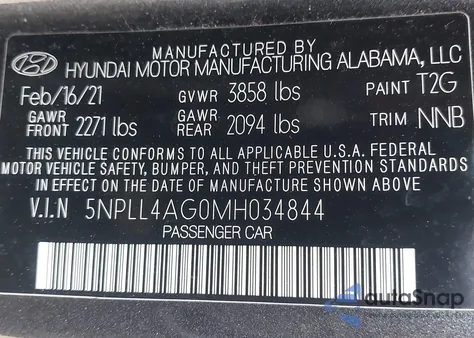 MANUFACTURED BY
HYUNDAI MOTOR MANUFACTURING ALABAMA, LLC
Feb/16/21 GVWR 3858 lbs PAINT T2G
GAWR FRONT 2271 lbs GAWR REAR 2094 lbs TRIM NNB
THIS VEHICLE CONFORMS TO ALL APPLICABLE U.S.A. FEDERAL
MOTOR VEHICLE SAFETY, BUMPER, AND THEFT PREVENTION STANDARDS
IN EFFECT ON THE DATE OF MANUFACTURE SHOWN ABOVE
V.I.N 5NPLL4AG0MH034844
PASSENGER CAR
autoSnap